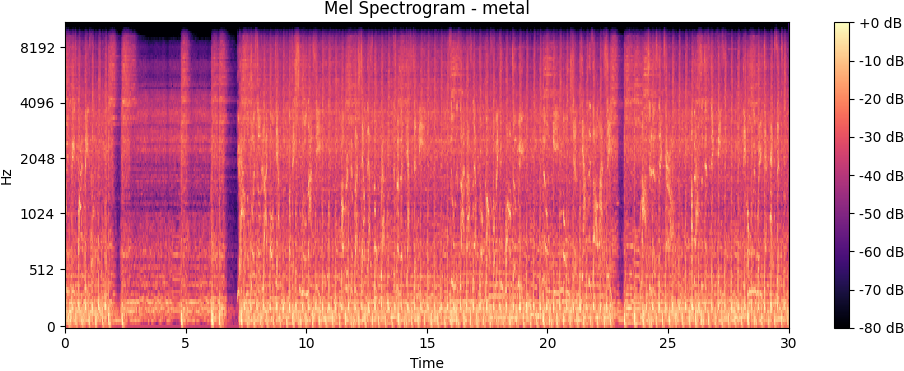 Mel Spectrogram - metal
Hz
8192
4096
2048
1024
512
0
0 5 10 15 20 25 30
Time
+0 dB
-10 dB
-20 dB
-30 dB
-40 dB
-50 dB
-60 dB
-70 dB
-80 dB